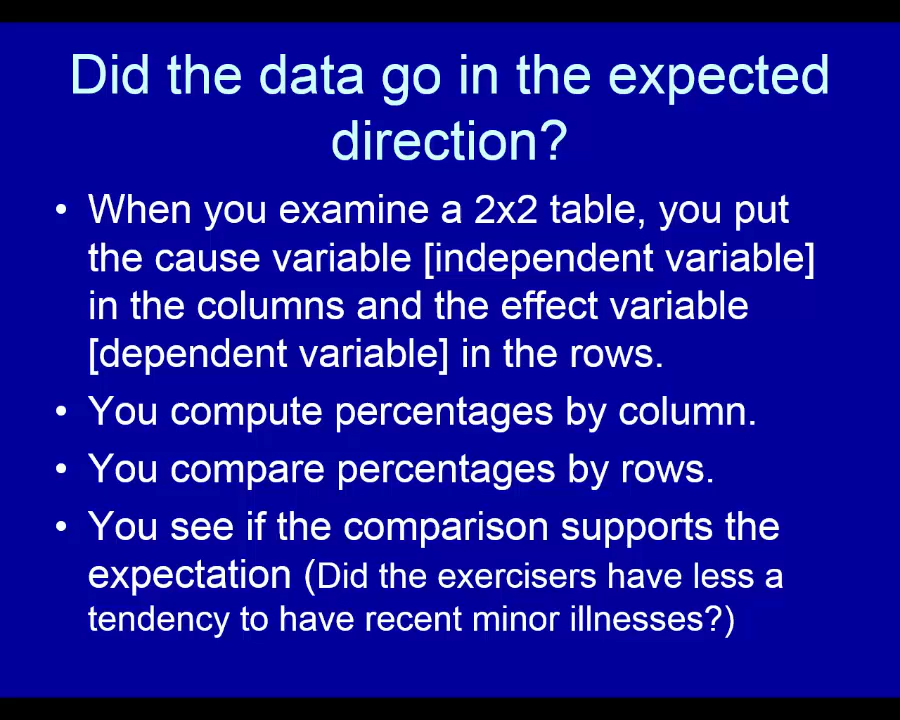 Did the data go in the expected
direction?
• When you examine a 2x2 table, you put
the cause variable [independent variable]
in the columns and the effect variable
[dependent variable] in the rows.
• You compute percentages by column.
• You compare percentages by rows.
• You see if the comparison supports the
expectation (Did the exercisers have less a
tendency to have recent minor illnesses?)